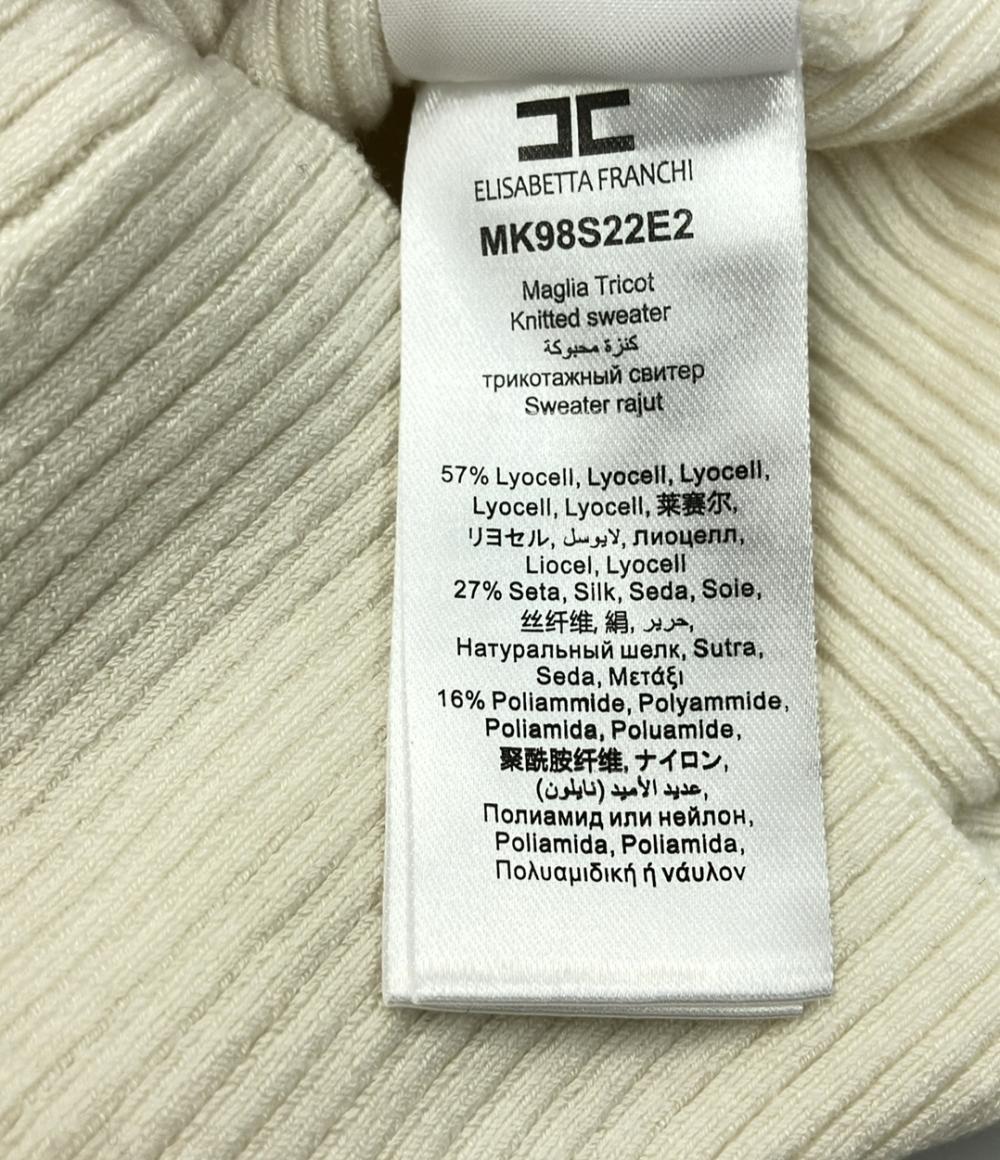 ELISABETTA FRANCHI
MK98S22E2
Maglia Tricot
Knitted sweater
كنزة محبوكة
трикотажный свитер
Sweater rajut
57% Lyocell, Lyocell, Lyocell,
Lyocell, Lyocell, 莱赛尔,
リヨセル, لايوسل, лиоцелл,
Liocel, Lyocell
27% Seta, Silk, Seda, Soie,
丝纤维, 絹, حرير,
Натуральный шелк, Sutra,
Seda, Μετάξι
16% Poliammide, Polyammide,
Poliamida, Poluamide,
聚酰胺纤维, ナイロン,
عديد الأميد (نايلون),
Полиамид или нейлон,
Poliamida, Poliamida,
Πολυαμιδική ή νάυλον